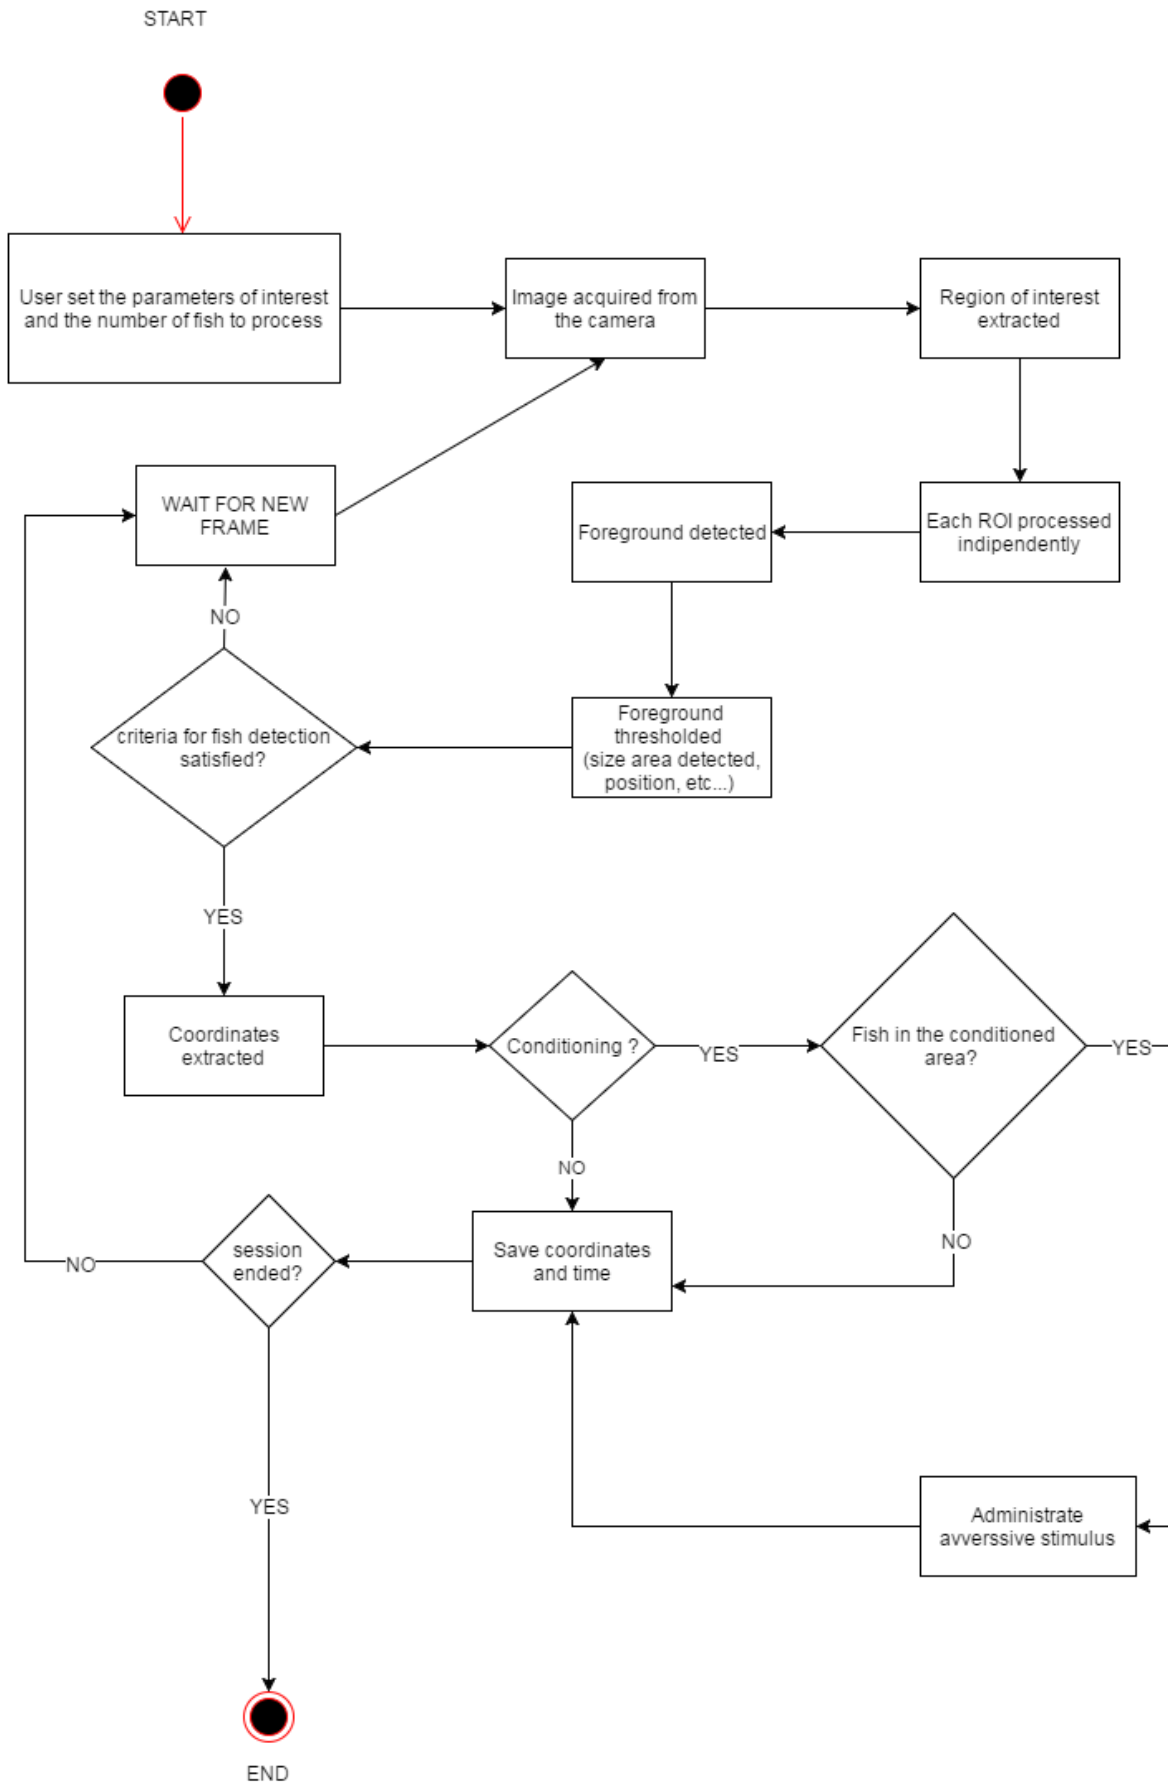 START
User set the parameters of interest
and the number of fish to process
Image acquired from
the camera
Region of interest
extracted
WAIT FOR NEW
FRAME
Foreground detected
Each ROI processed
indipendently
NO
criteria for fish detection
satisfied?
Foreground
thresholded
(size area detected,
position, etc...)
YES
Coordinates
extracted
Conditioning ?
YES
Fish in the conditioned
area?
YES
NO
NO
session
ended?
NO
Save coordinates
and time
YES
Administrate
avverssive stimulus
END